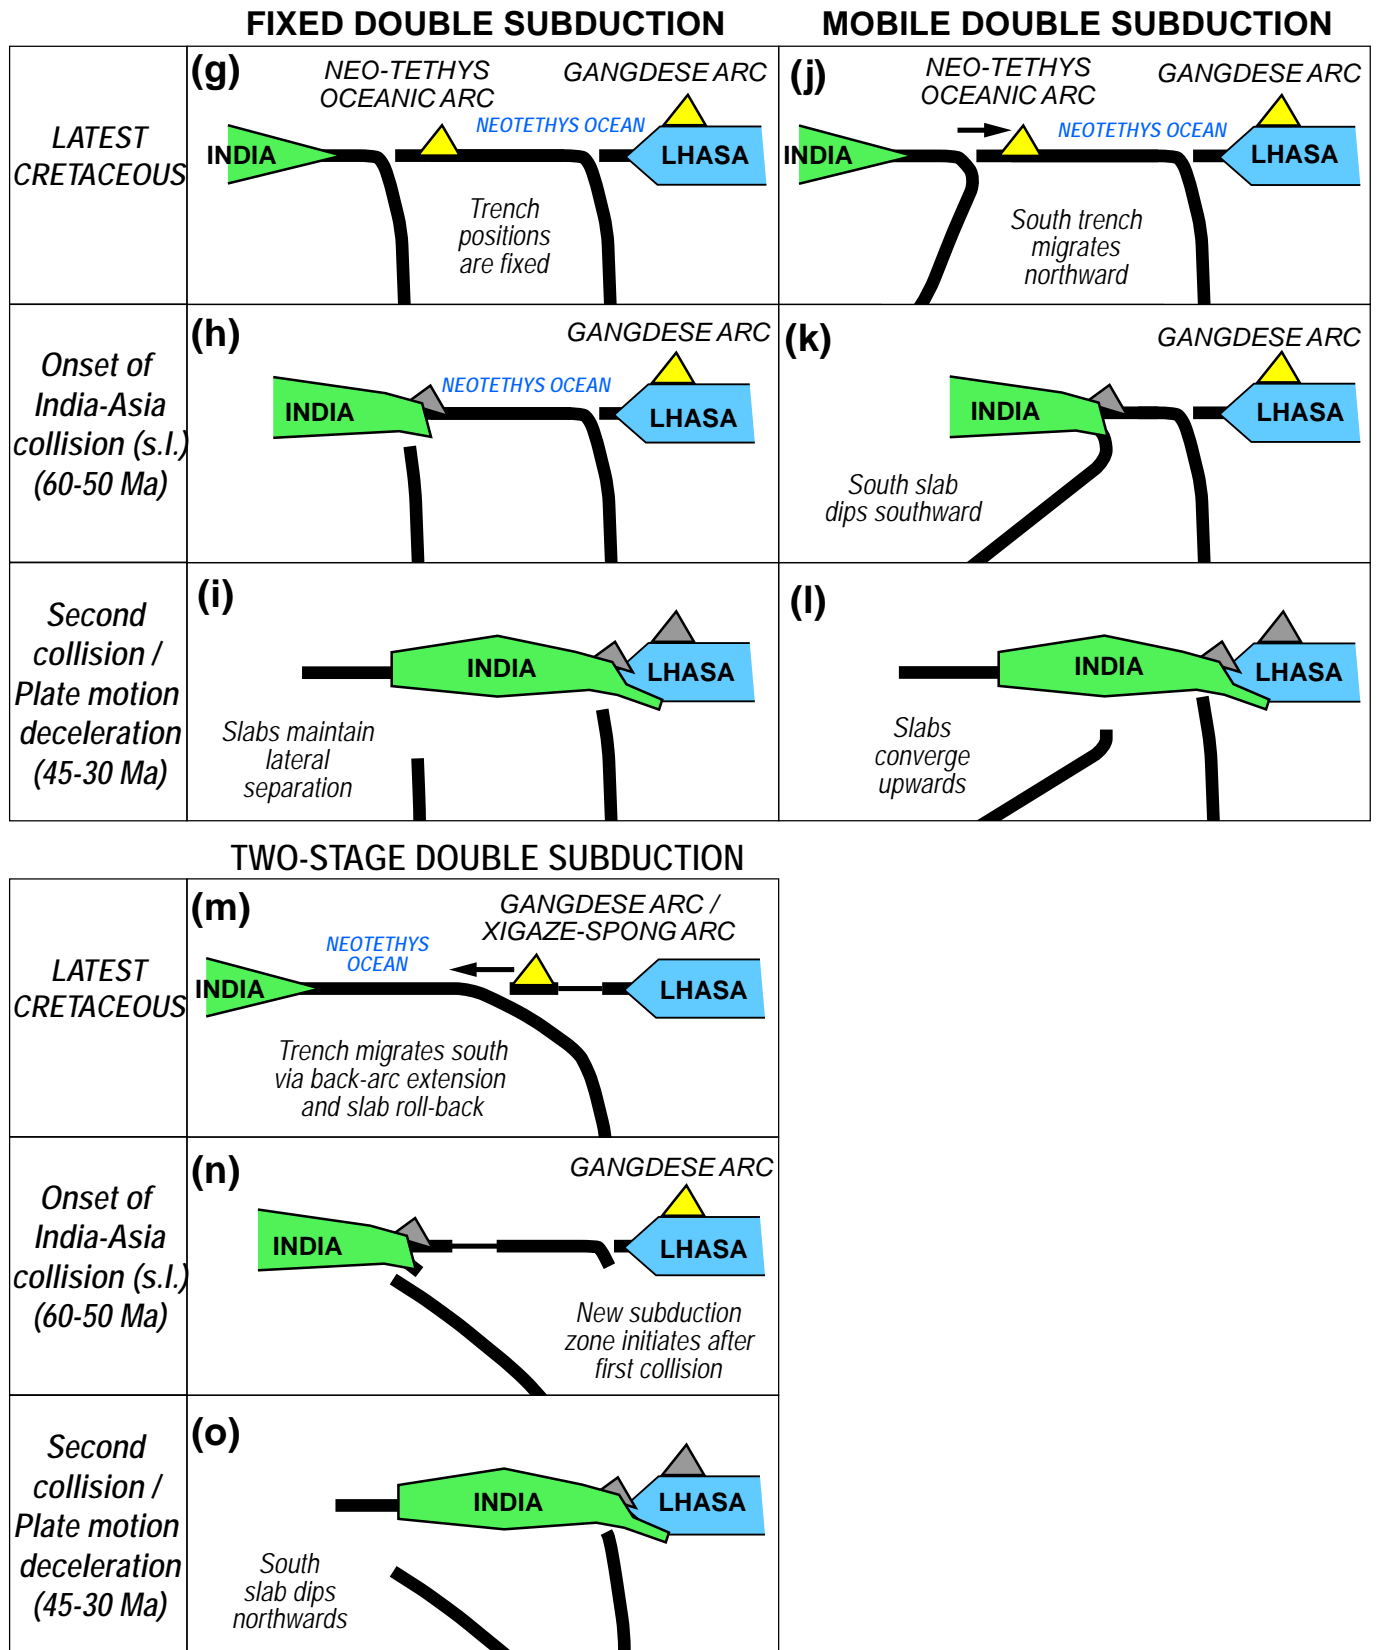 FIXED DOUBLE SUBDUCTION
MOBILE DOUBLE SUBDUCTION
LATEST
CRETACEOUS
(g)
NEO-TETHYS
OCEANIC ARC
GANGDESE ARC
NEOTETHYS OCEAN
INDIA
LHASA
Trench
positions
are fixed
(j)
NEO-TETHYS
OCEANIC ARC
GANGDESE ARC
NEOTETHYS OCEAN
INDIA
LHASA
South trench
migrates
northward
Onset of
India-Asia
collision (s.l.)
(60-50 Ma)
(h)
GANGDESE ARC
NEOTETHYS OCEAN
INDIA
LHASA
(k)
GANGDESE ARC
INDIA
LHASA
South slab
dips southward
Second
collision /
Plate motion
deceleration
(45-30 Ma)
(i)
INDIA
LHASA
Slabs maintain
lateral
separation
(l)
INDIA
LHASA
Slabs
converge
upwards
TWO-STAGE DOUBLE SUBDUCTION
LATEST
CRETACEOUS
(m)
GANGDESE ARC /
XIGAZE-SPONG ARC
NEOTETHYS
OCEAN
INDIA
LHASA
Trench migrates south
via back-arc extension
and slab roll-back
Onset of
India-Asia
collision (s.l.)
(60-50 Ma)
(n)
GANGDESE ARC
INDIA
LHASA
New subduction
zone initiates after
first collision
Second
collision /
Plate motion
deceleration
(45-30 Ma)
(o)
INDIA
LHASA
South
slab dips
northwards